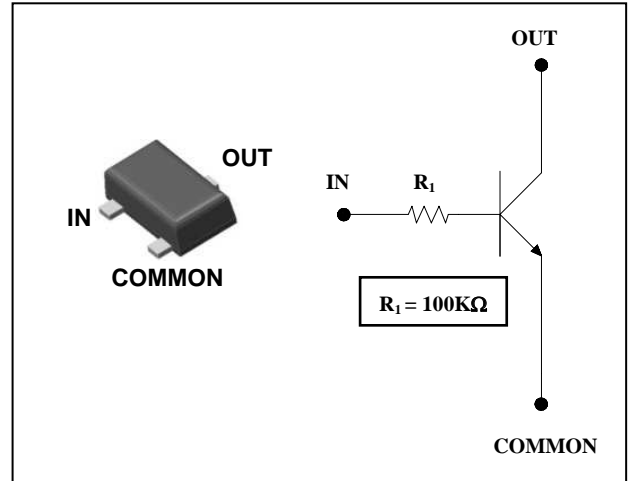 OUT
OUT
IN
R₁
IN
COMMON
R₁ = 100KΩ
COMMON